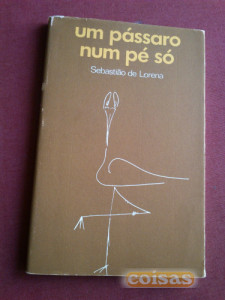 um pássaro
num pé só
Sebastião de Lorena
coisas